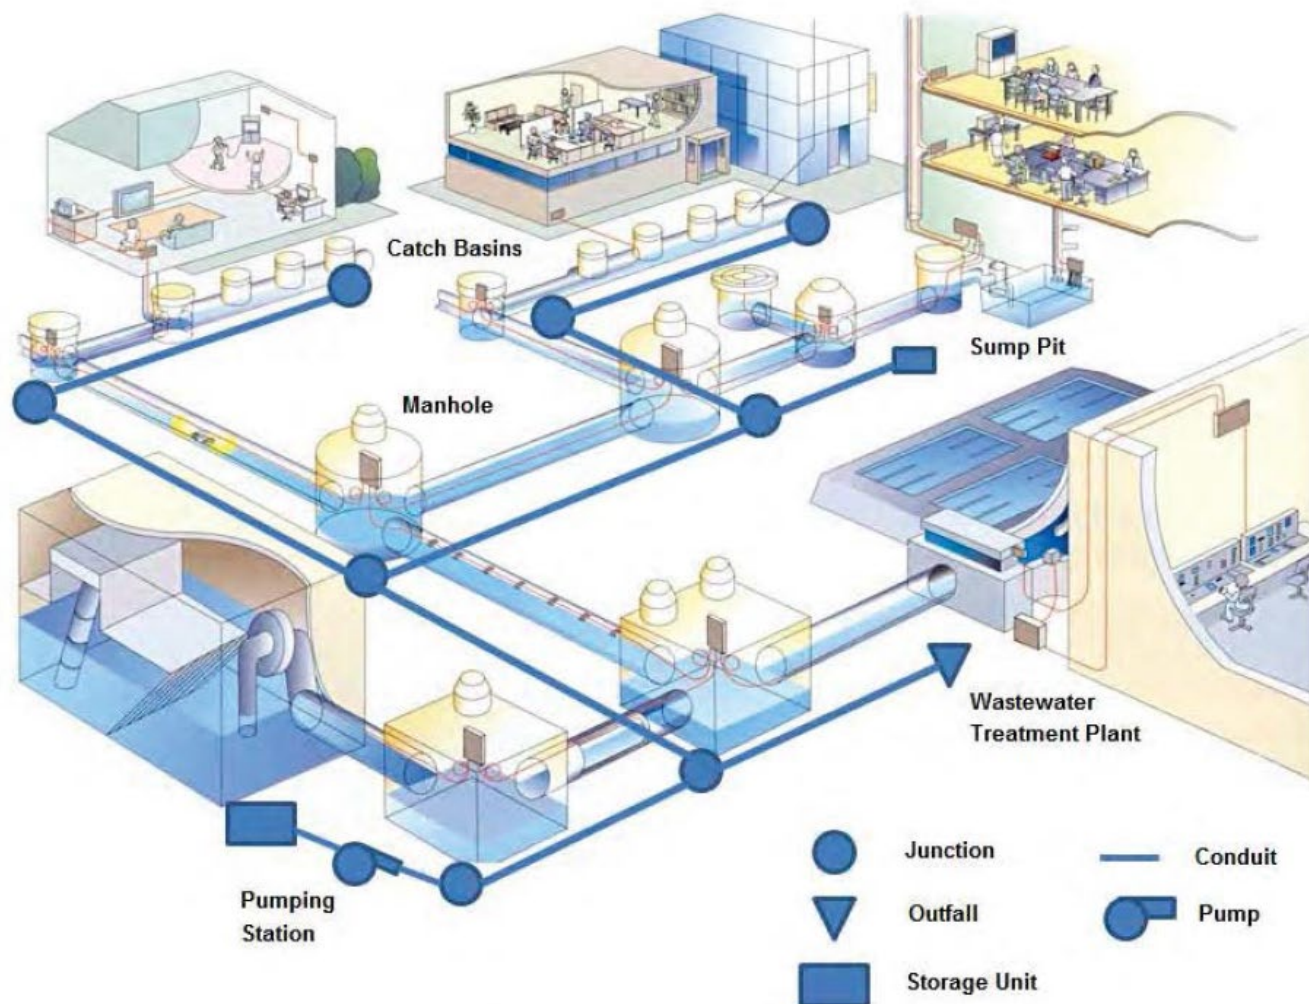 Catch Basins
Sump Pit
Manhole
Wastewater
Treatment Plant
Pumping
Station
Junction
Conduit
Outfall
Pump
Storage Unit